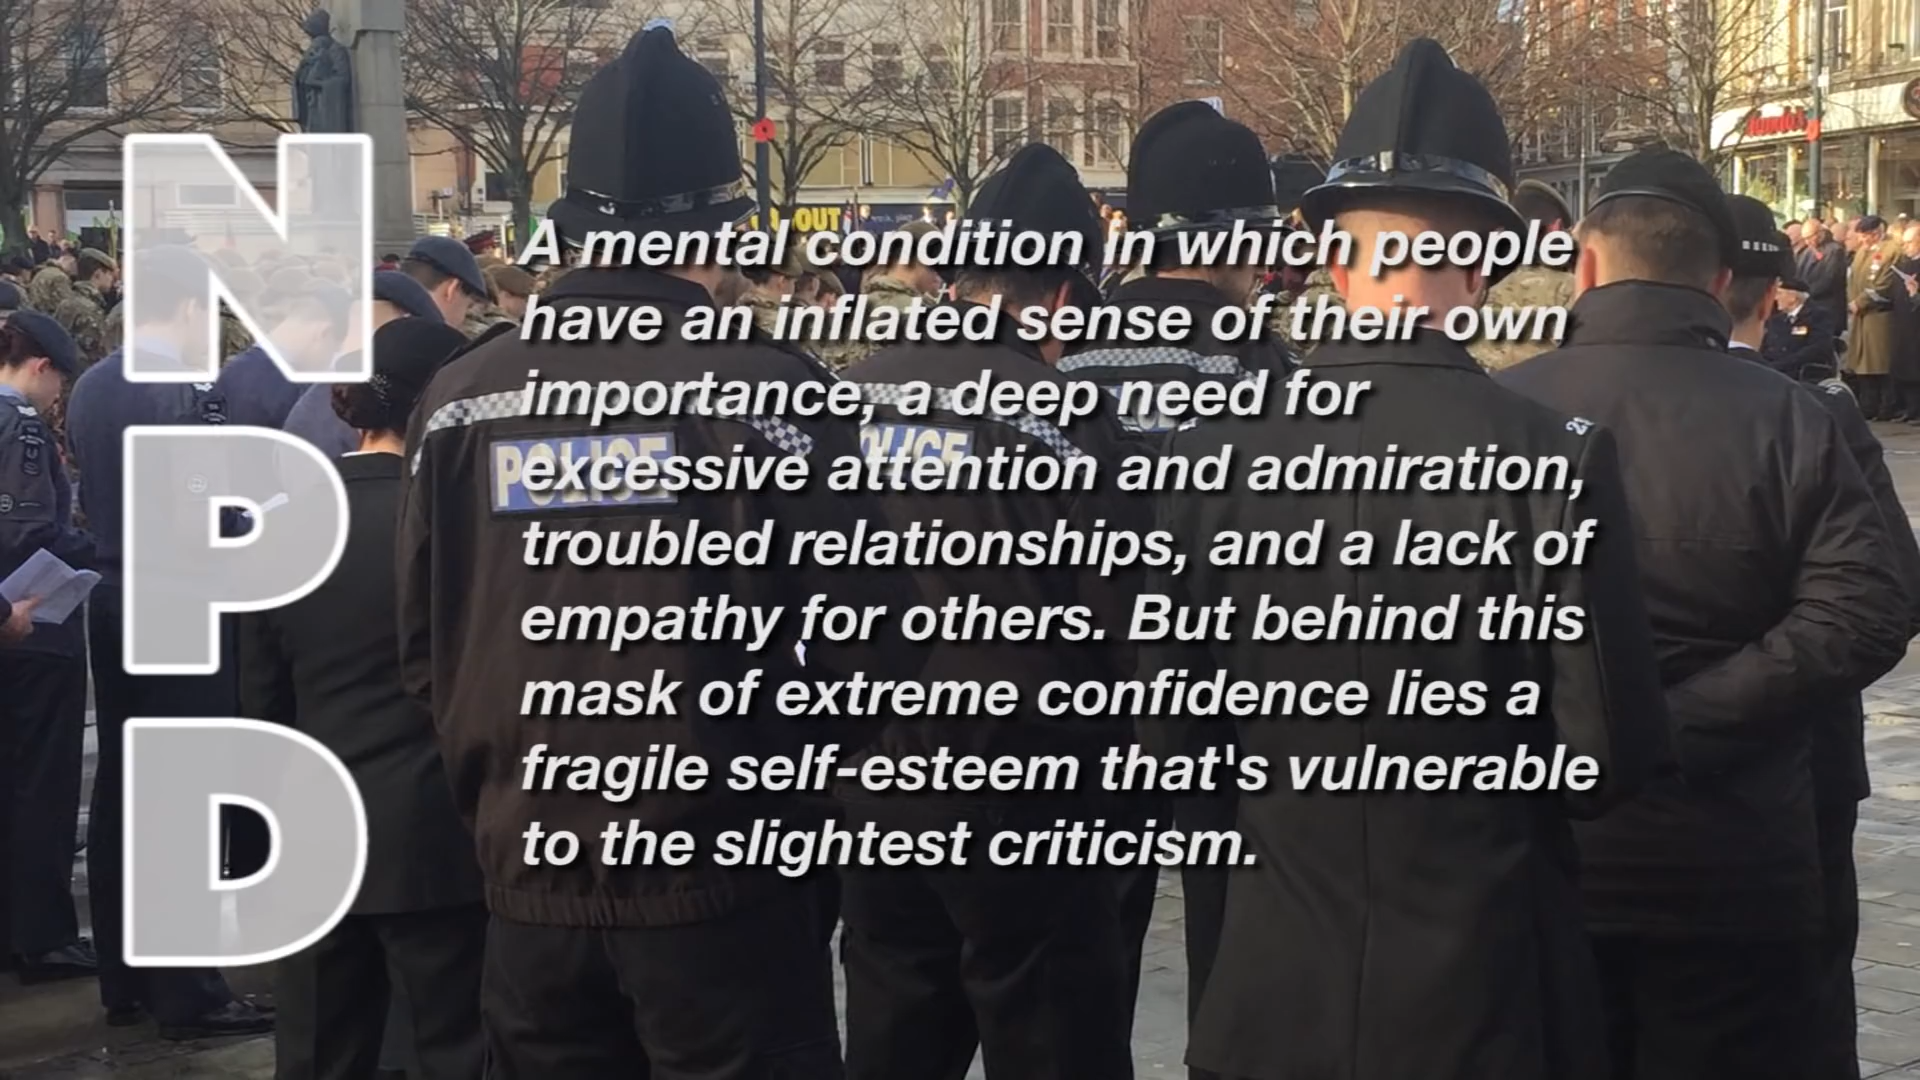 N
P
D
A mental condition in which people
have an inflated sense of their own
importance, a deep need for
excessive attention and admiration,
troubled relationships, and a lack of
empathy for others. But behind this
mask of extreme confidence lies a
fragile self-esteem that's vulnerable
to the slightest criticism.
POLICE
POLICE
OUT